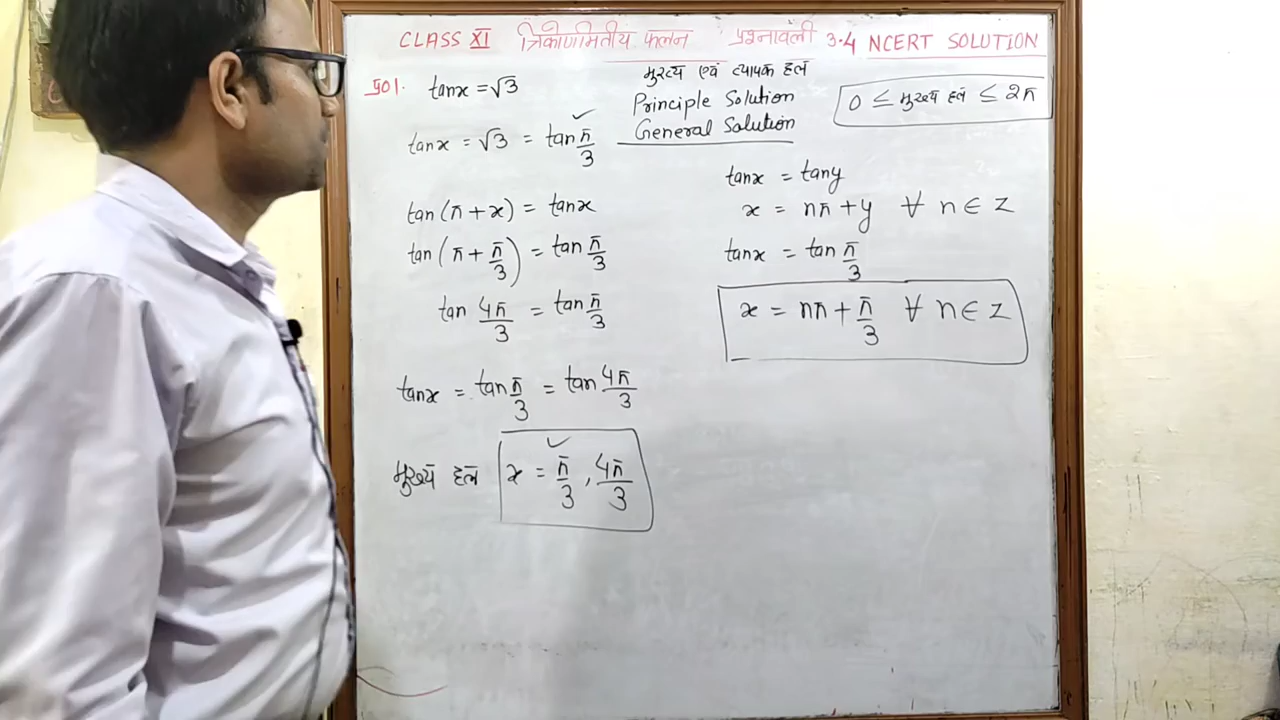 CLASS XI त्रिकोणमितीय फलन प्रश्नावली 3.4 NCERT SOLUTION
प्र01. tanx = √3
मुख्य एवं व्यापक हल
Principle Solution
General Solution
0 ≤ मुख्य हल ≤ 2π
tanx = √3 = tan π/3
tan(π + x) = tanx
tan(π + π/3) = tan π/3
tan 4π/3 = tan π/3
tanx = tan π/3 = tan 4π/3
मुख्य हल x = π/3, 4π/3
tanx = tany
x = nπ + y ∀ n ∈ Z
tanx = tan π/3
x = nπ + π/3 ∀ n ∈ Z